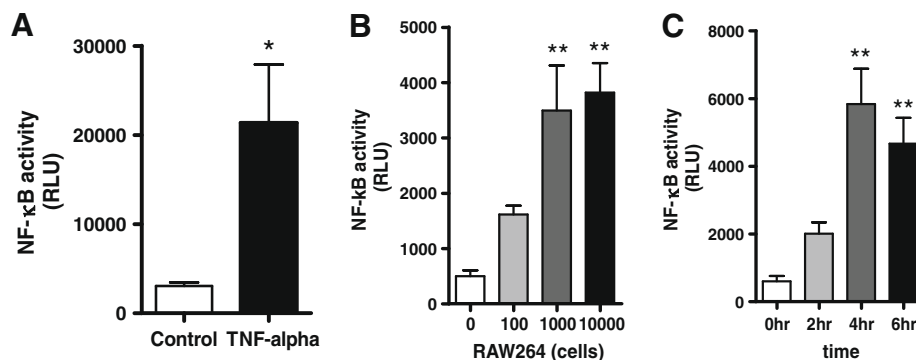 A
NF-κB activity
(RLU)
30000
20000
10000
0
*
Control TNF-alpha
B
NF-kB activity
(RLU)
5000
4000
3000
2000
1000
0
** **
0 100 1000 10000
RAW264 (cells)
C
NF-κB activity
(RLU)
8000
6000
4000
2000
0
**
**
0hr 2hr 4hr 6hr
time